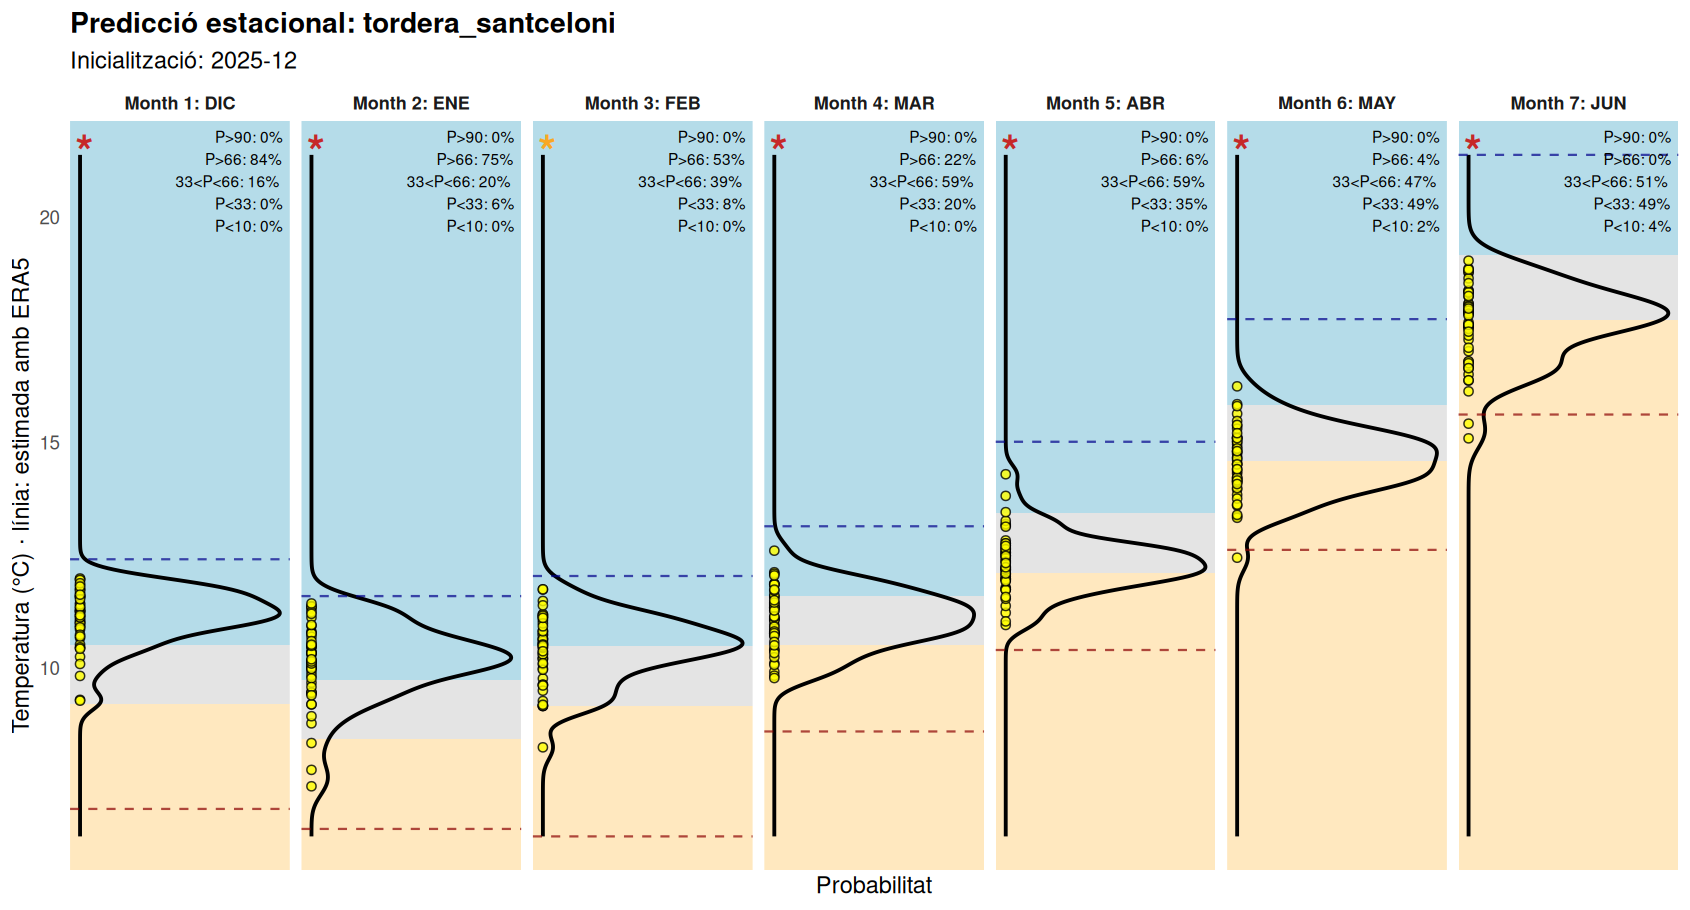 Predicció estacional: tordera_santceloni
Inicialització: 2025-12
Month 1: DIC
Month 2: ENE
Month 3: FEB
Month 4: MAR
Month 5: ABR
Month 6: MAY
Month 7: JUN
*
P>90: 0%
P>66: 84%
33<P<66: 16%
P<33: 0%
P<10: 0%
*
P>90: 0%
P>66: 75%
33<P<66: 20%
P<33: 6%
P<10: 0%
*
P>90: 0%
P>66: 53%
33<P<66: 39%
P<33: 8%
P<10: 0%
*
P>90: 0%
P>66: 22%
33<P<66: 59%
P<33: 20%
P<10: 0%
*
P>90: 0%
P>66: 6%
33<P<66: 59%
P<33: 35%
P<10: 0%
*
P>90: 0%
P>66: 4%
33<P<66: 47%
P<33: 49%
P<10: 2%
*
P>90: 0%
P>66: 0%
33<P<66: 51%
P<33: 49%
P<10: 4%
20
15
10
Temperatura (°C) · línia: estimada amb ERA5
Probabilitat